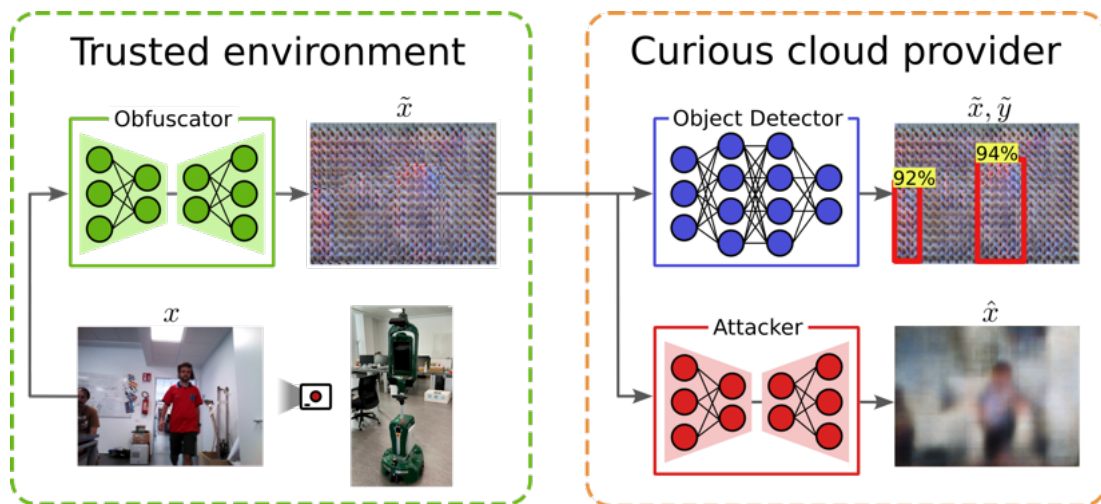 Trusted environment
Curious cloud provider
Obfuscator
x̃
Object Detector
x̃, ỹ
92%
94%
x
Attacker
x̂